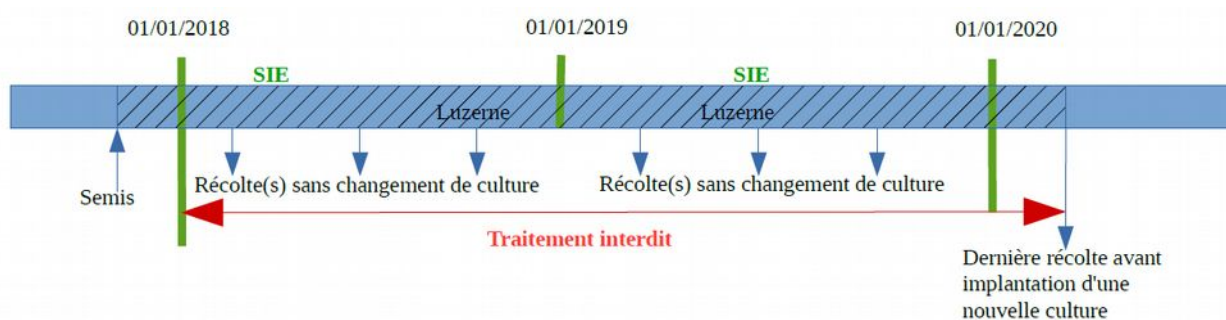 01/01/2018
01/01/2019
01/01/2020
SIE
SIE
Luzerne
Luzerne
Semis
Récolte(s) sans changement de culture
Récolte(s) sans changement de culture
Traitement interdit
Dernière récolte avant
implantation d'une
nouvelle culture